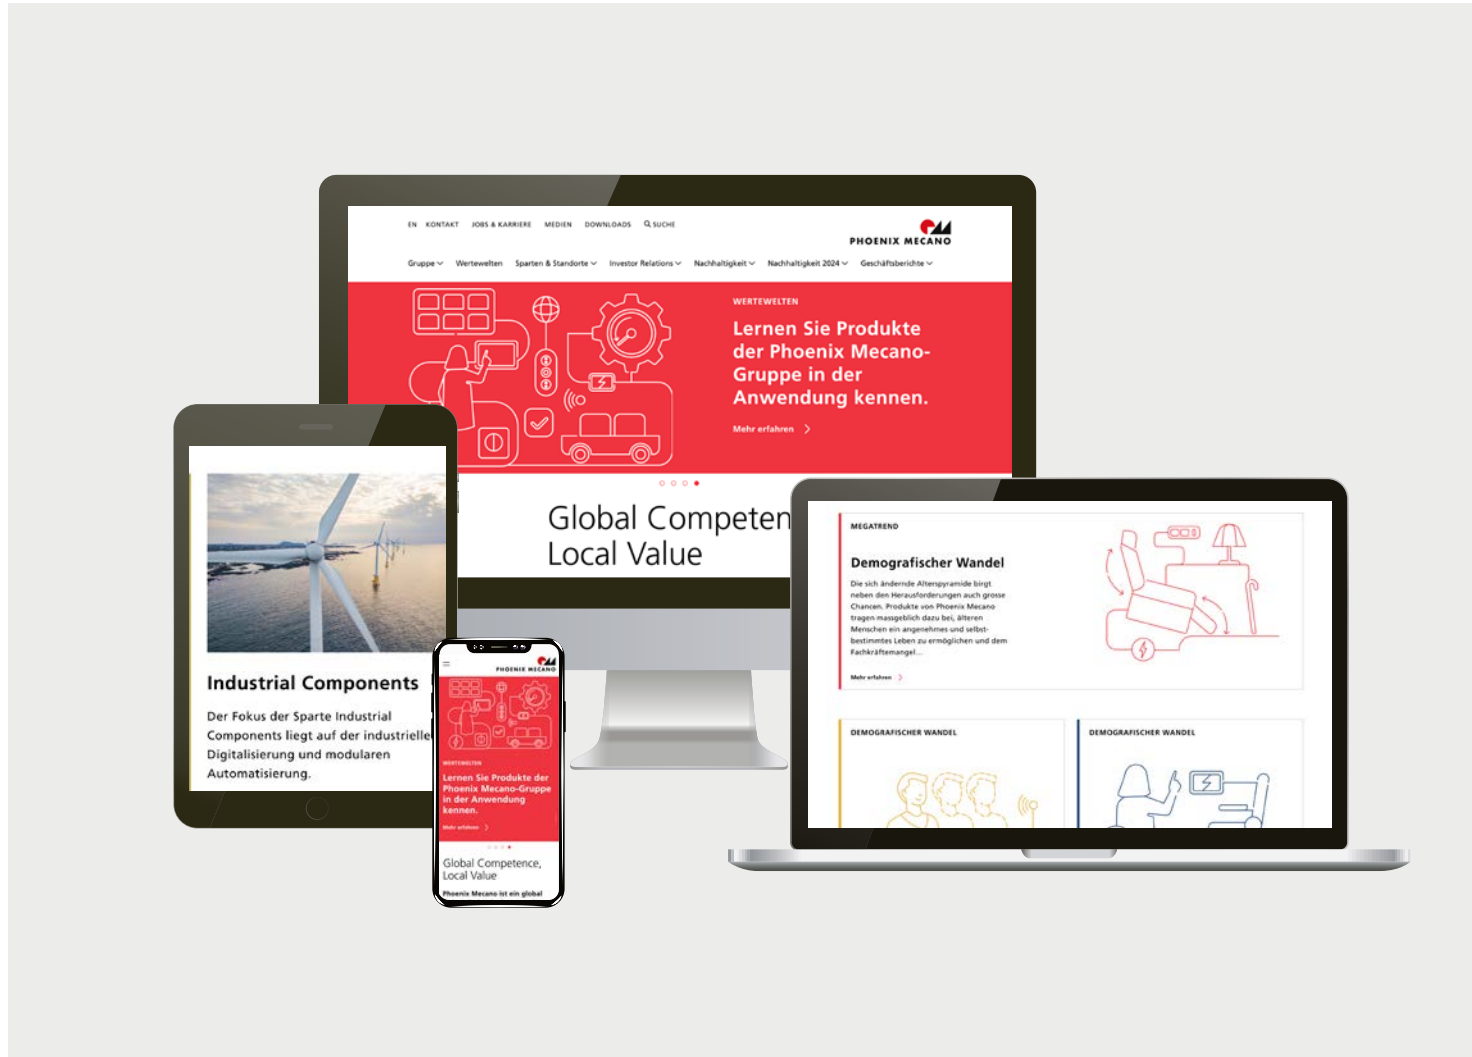 EN KONTAKT JOBS & KARRIERE MEDIEN DOWNLOADS SUCHE
PHOENIX MECANO
Gruppe Wertewelten Sparten & Standorte Investor Relations Nachhaltigkeit Nachhaltigkeit 2024 Geschäftsberichte
WERTEWELTEN
Lernen Sie Produkte
der Phoenix Mecano-
Gruppe in der
Anwendung kennen.
Mehr erfahren
Global Competen
Local Value
Industrial Components
Der Fokus der Sparte Industrial
Components liegt auf der industrielle
Digitalisierung und modularen
Automatisierung.
PHOENIX MECANO
WERTEWELTEN
Lernen Sie Produkte der
Phoenix Mecano-Gruppe
in der Anwendung
kennen.
Mehr erfahren
Global Competence,
Local Value
Phoenix Mecano ist ein global
MEGATREND
Demografischer Wandel
Die sich ändernde Alterspyramide birgt
neben den Herausforderungen auch grosse
Chancen. Produkte von Phoenix Mecano
tragen massgeblich dazu bei, älteren
Menschen ein angenehmes und selbst-
bestimmtes Leben zu ermöglichen und dem
Fachkräftemangel...
Mehr erfahren
DEMOGRAFISCHER WANDEL
DEMOGRAFISCHER WANDEL